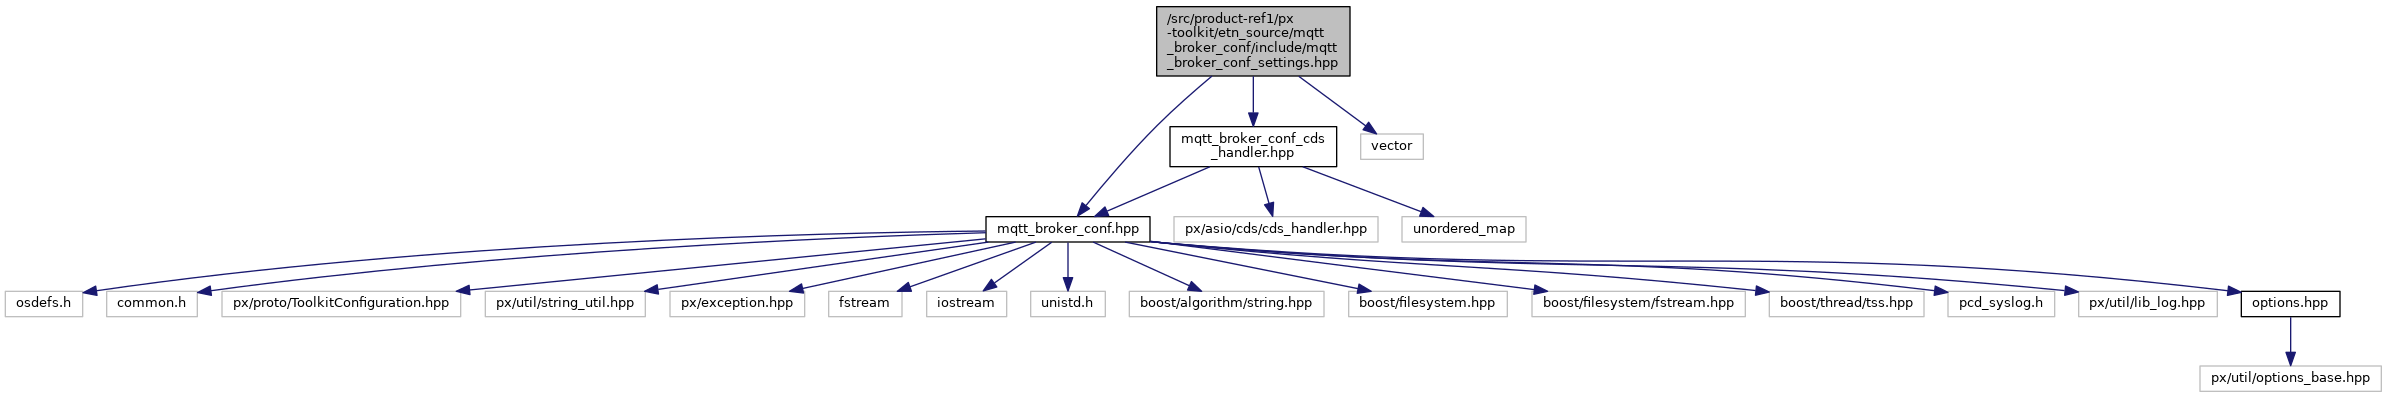 /src/product-ref1/px
-toolkit/etn_source/mqtt
_broker_conf/include/mqtt
_broker_conf_settings.hpp
mqtt_broker_conf_cds
_handler.hpp
vector
mqtt_broker_conf.hpp
px/asio/cds/cds_handler.hpp
unordered_map
osdefs.h
common.h
px/proto/ToolkitConfiguration.hpp
px/util/string_util.hpp
px/exception.hpp
fstream
iostream
unistd.h
boost/algorithm/string.hpp
boost/filesystem.hpp
boost/filesystem/fstream.hpp
boost/thread/tss.hpp
pcd_syslog.h
px/util/lib_log.hpp
options.hpp
px/util/options_base.hpp